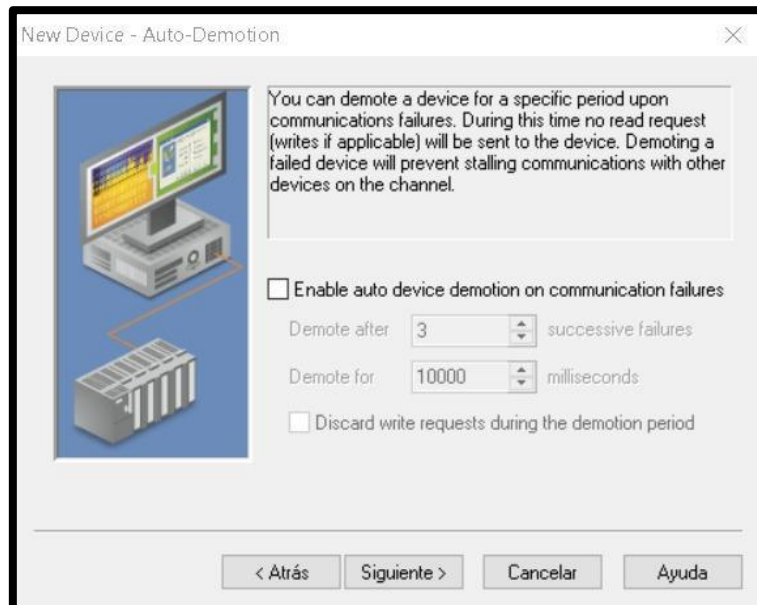 New Device - Auto-Demotion
You can demote a device for a specific period upon
communications failures. During this time no read request
(writes if applicable) will be sent to the device. Demoting a
failed device will prevent stalling communications with other
devices on the channel.
Enable auto device demotion on communication failures
Demote after 3 successive failures
Demote for 10000 milliseconds
Discard write requests during the demotion period
< Atrás Siguiente > Cancelar Ayuda